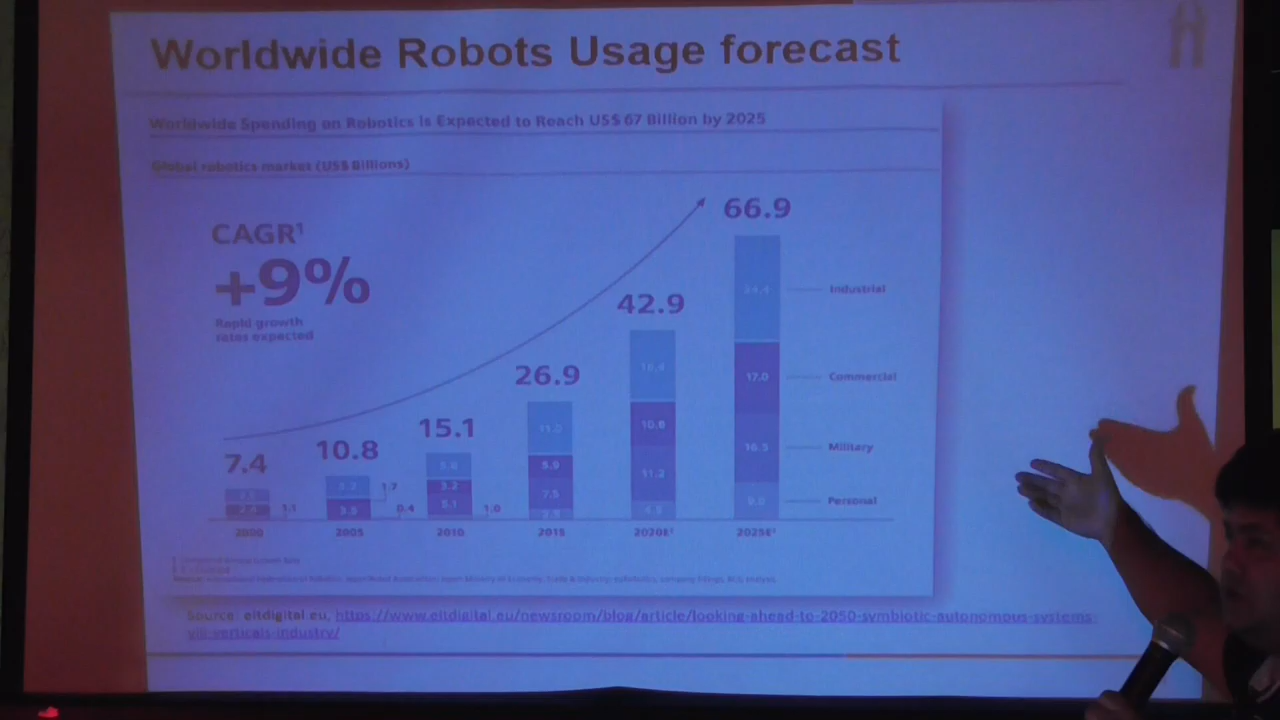 Worldwide Robots Usage forecast
Worldwide Spending on Robotics Is Expected to Reach US$ 67 Billion by 2025
Global robotics market (US$ Billions)
CAGR¹
+9%
Rapid growth
rates expected
7.4
10.8
15.1
26.9
42.9
66.9
1.1
1.7
0.4
3.2
5.1
1.0
5.9
7.5
10.8
11.2
17.0
16.5
9.0
Industrial
Commercial
Military
Personal
2000
2005
2010
2015
2020E²
2025E²
Source: eitdigital.eu, https://www.eitdigital.eu/newsroom/blog/article/looking-ahead-to-2050-symbiotic-autonomous-systems-
viii-verticals-industry/